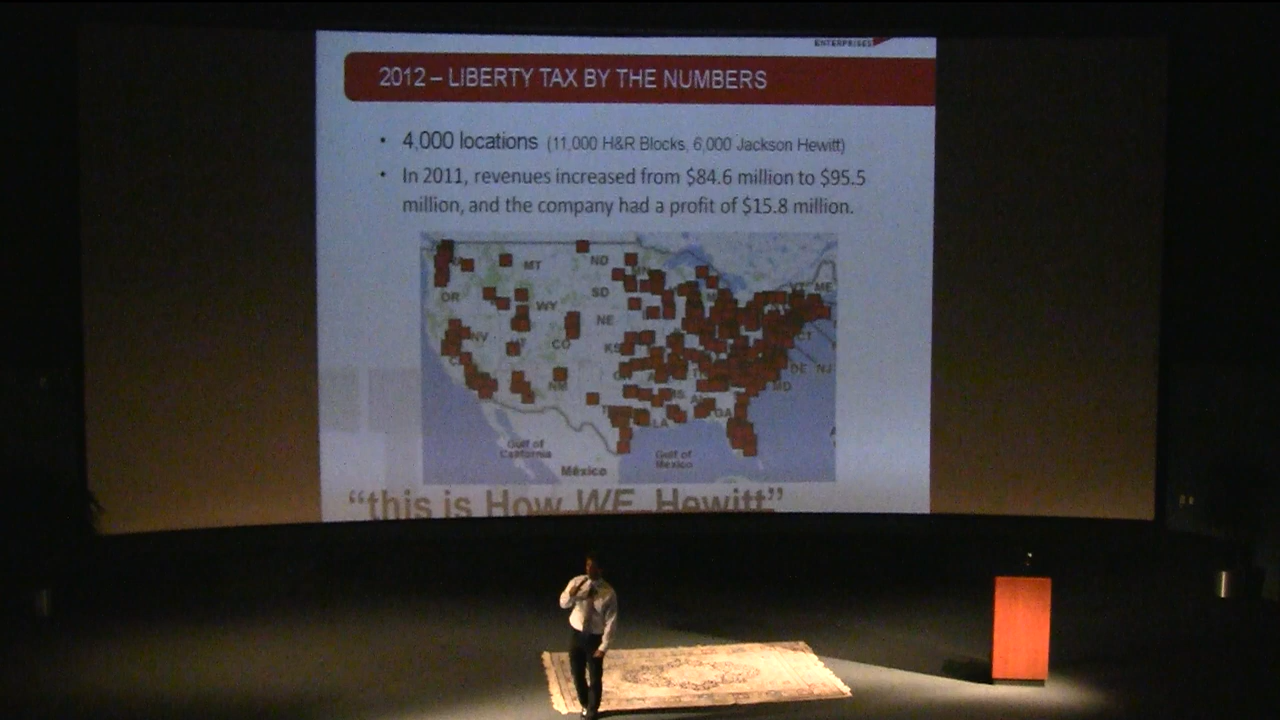 ENTERPRISES
2012 – LIBERTY TAX BY THE NUMBERS
• 4,000 locations (11,000 H&R Blocks, 6,000 Jackson Hewitt)
• In 2011, revenues increased from $84.6 million to $95.5
million, and the company had a profit of $15.8 million.
MT
ND
ME
OR
SD
WY
NE
NV
CO
CT
DE NJ
NM
MD
GA
LA
Gulf of
California
Gulf of
Mexico
México
“this is How WE Hewitt”